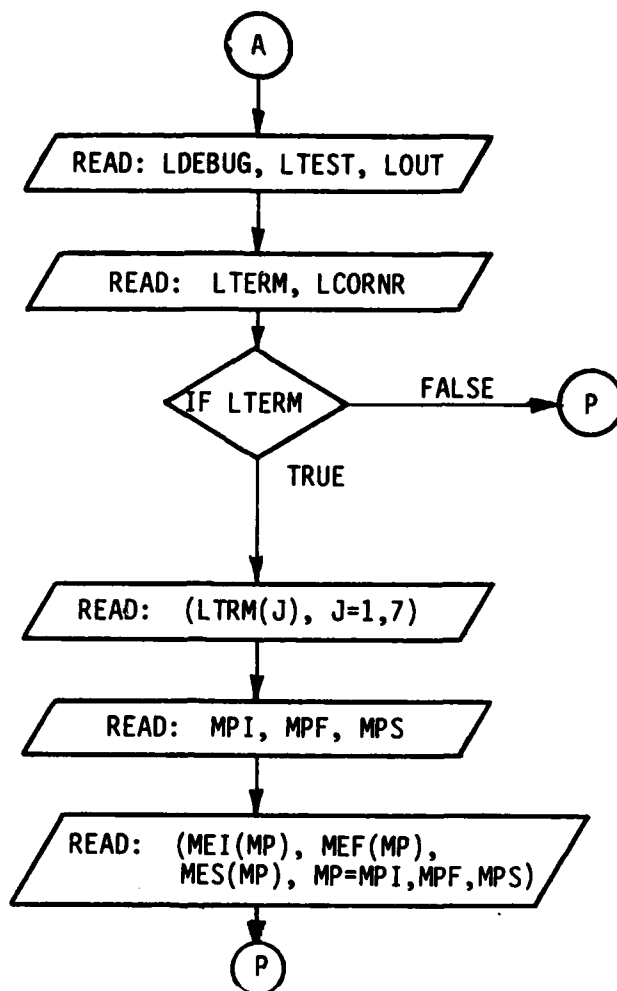 A
READ: LDEBUG, LTEST, LOUT
READ: LTERM, LCORNR
IF LTERM
FALSE
P
TRUE
READ: (LTRM(J), J=1,7)
READ: MPI, MPF, MPS
READ: (MEI(MP), MEF(MP),
MES(MP), MP=MPI,MPF,MPS)
P